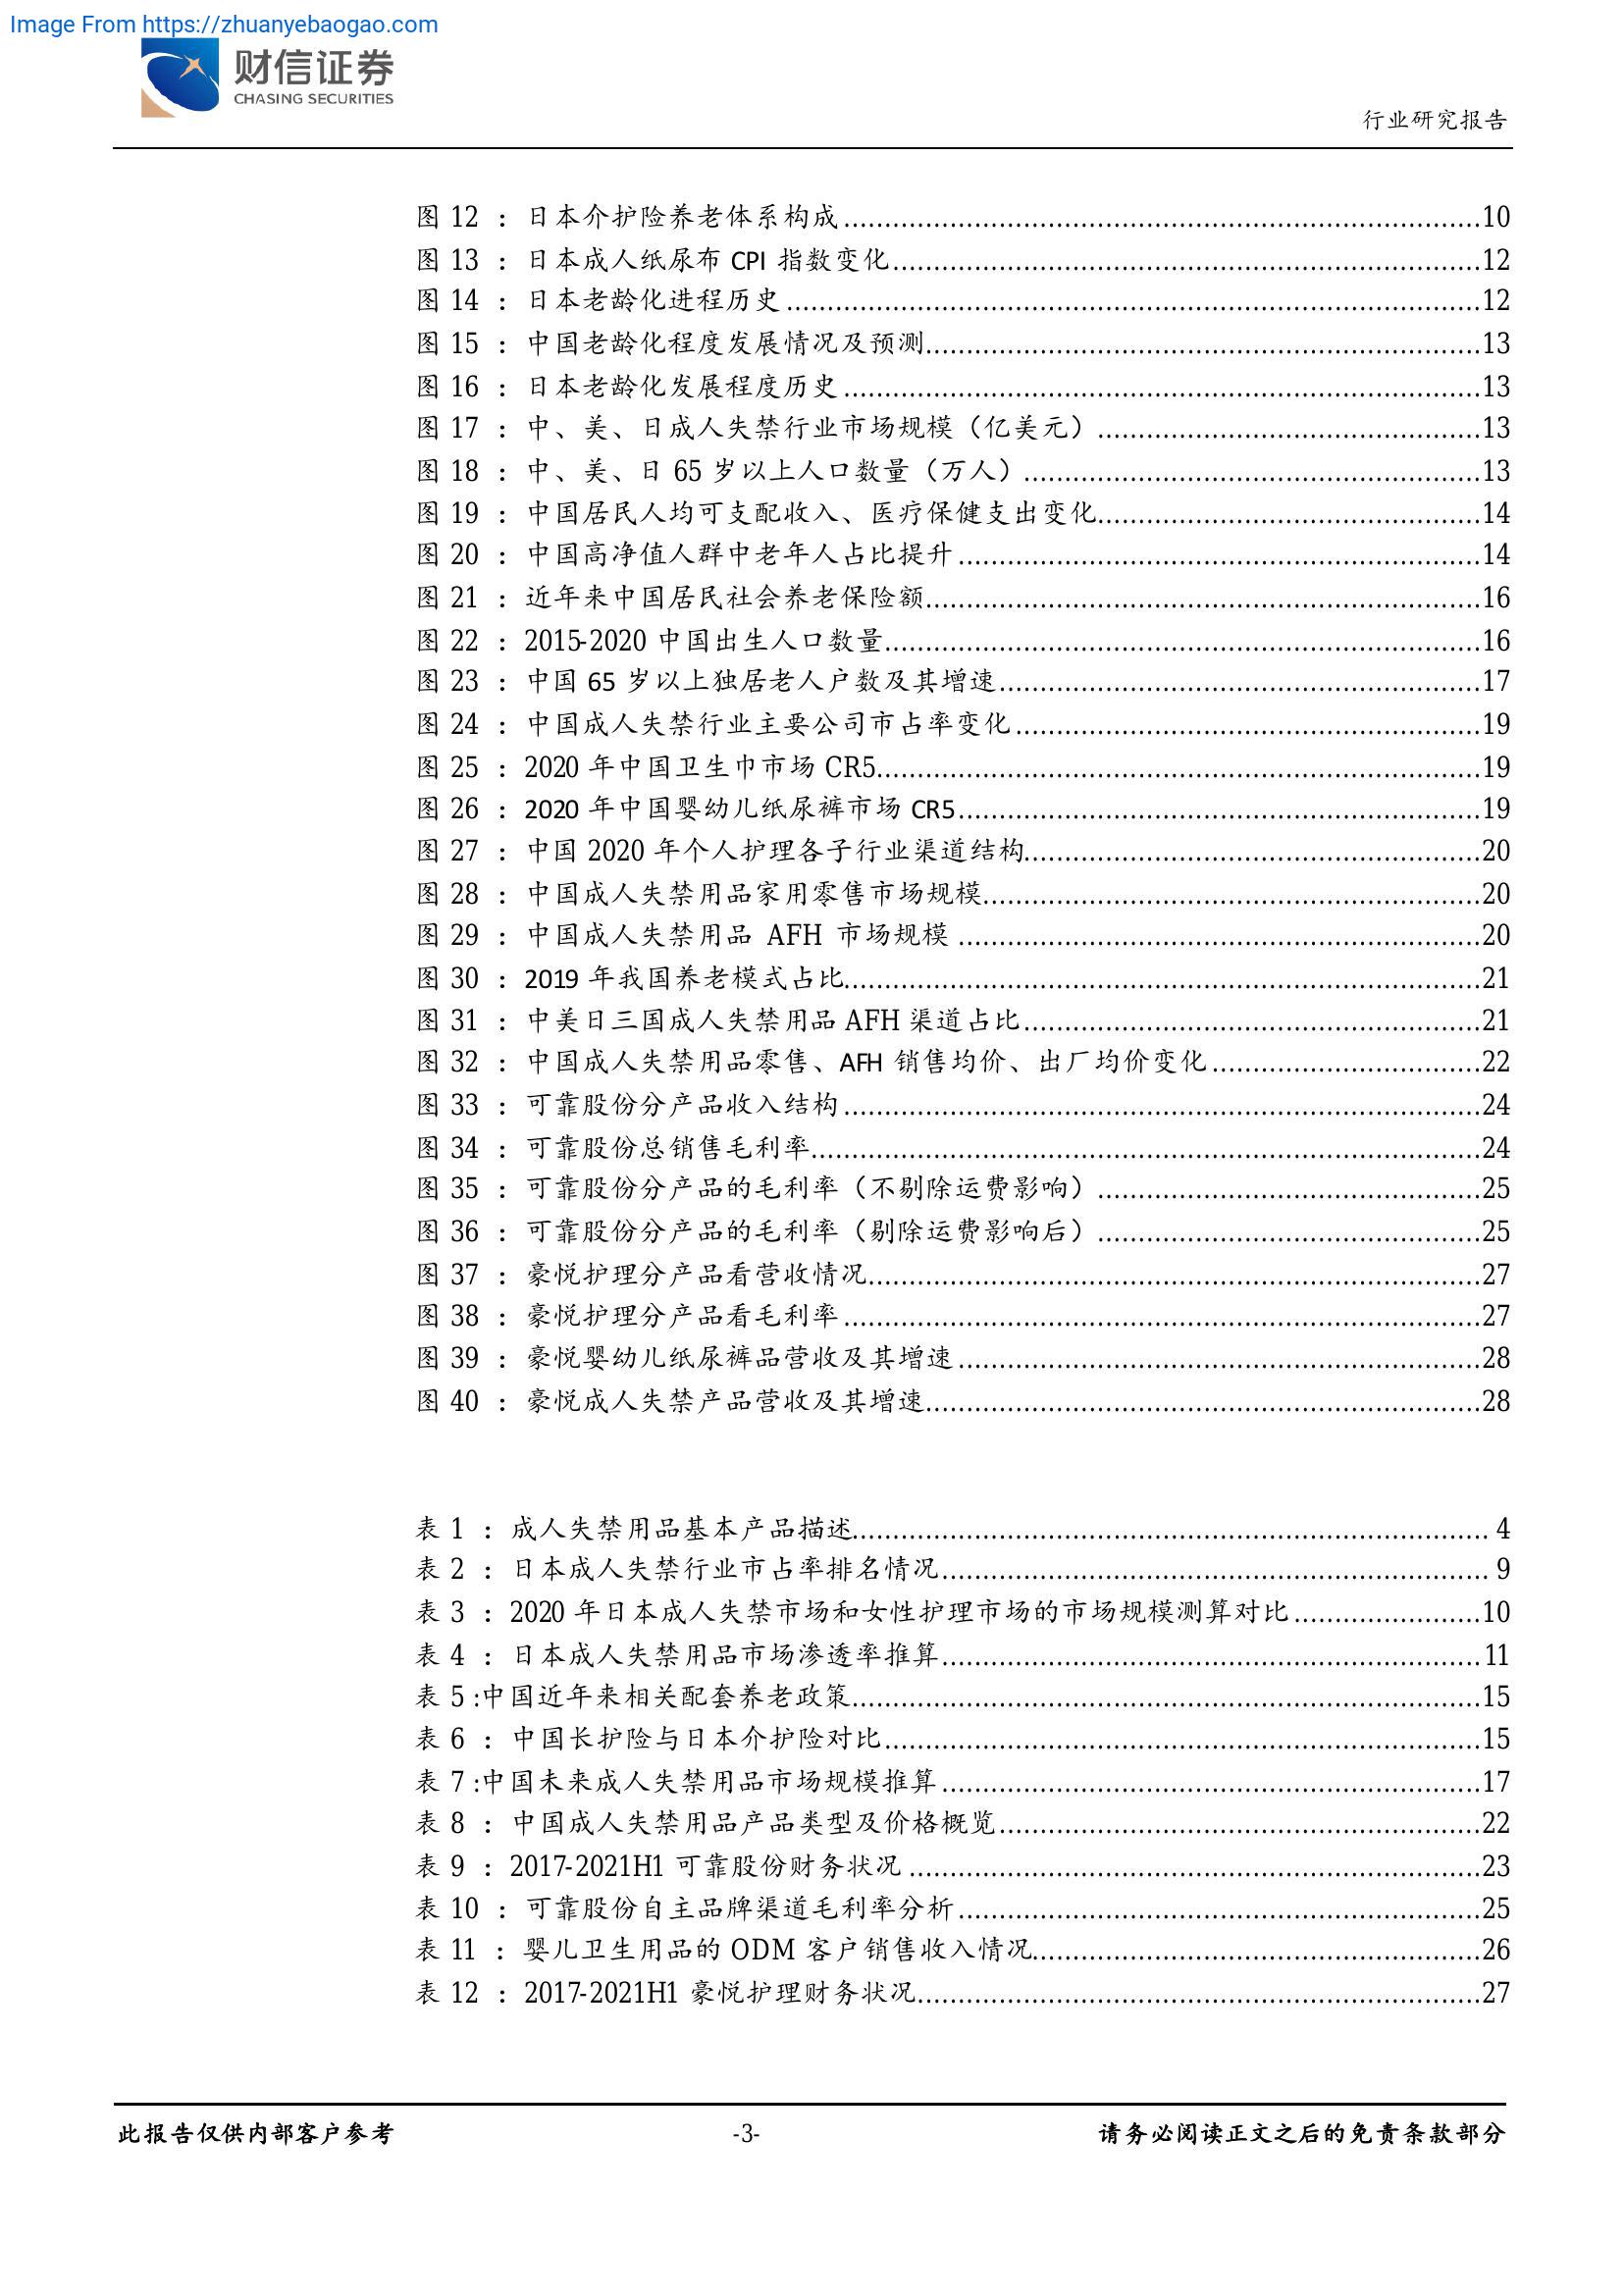 Image From https://zhuanyebaogao.com
财信证券
CHASING SECURITIES
行业研究报告
图 12 ：日本介护险养老体系构成......10
图 13 ：日本成人纸尿布 CPI 指数变化......12
图 14 ：日本老龄化进程历史......12
图 15 ：中国老龄化程度发展情况及预测......13
图 16 ：日本老龄化发展程度历史......13
图 17 ：中、美、日成人失禁行业市场规模（亿美元）......13
图 18 ：中、美、日 65 岁以上人口数量（万人）......13
图 19 ：中国居民人均可支配收入、医疗保健支出变化......14
图 20 ：中国高净值人群中老年人占比提升......14
图 21 ：近年来中国居民社会养老保险额......16
图 22 ：2015-2020 中国出生人口数量......16
图 23 ：中国 65 岁以上独居老人户数及其增速......17
图 24 ：中国成人失禁行业主要公司市占率变化......19
图 25 ：2020 年中国卫生巾市场 CR5......19
图 26 ：2020 年中国婴幼儿纸尿裤市场 CR5......19
图 27 ：中国 2020 年个人护理各子行业渠道结构......20
图 28 ：中国成人失禁用品家用零售市场规模......20
图 29 ：中国成人失禁用品 AFH 市场规模......20
图 30 ：2019 年我国养老模式占比......21
图 31 ：中美日三国成人失禁用品 AFH 渠道占比......21
图 32 ：中国成人失禁用品零售、AFH 销售均价、出厂均价变化......22
图 33 ：可靠股份分产品收入结构......24
图 34 ：可靠股份总销售毛利率......24
图 35 ：可靠股份分产品的毛利率（不剔除运费影响）......25
图 36 ：可靠股份分产品的毛利率（剔除运费影响后）......25
图 37 ：豪悦护理分产品看营收情况......27
图 38 ：豪悦护理分产品看毛利率......27
图 39 ：豪悦婴幼儿纸尿裤品营收及其增速......28
图 40 ：豪悦成人失禁产品营收及其增速......28
表 1 ：成人失禁用品基本产品描述......4
表 2 ：日本成人失禁行业市占率排名情况......9
表 3 ：2020 年日本成人失禁市场和女性护理市场的市场规模测算对比......10
表 4 ：日本成人失禁用品市场渗透率推算......11
表 5 :中国近年来相关配套养老政策......15
表 6 ：中国长护险与日本介护险对比......15
表 7 :中国未来成人失禁用品市场规模推算......17
表 8 ：中国成人失禁用品产品类型及价格概览......22
表 9 ：2017-2021H1 可靠股份财务状况......23
表 10 ：可靠股份自主品牌渠道毛利率分析......25
表 11 ：婴儿卫生用品的 ODM 客户销售收入情况......26
表 12 ：2017-2021H1 豪悦护理财务状况......27
此报告仅供内部客户参考
-3-
请务必阅读正文之后的免责条款部分